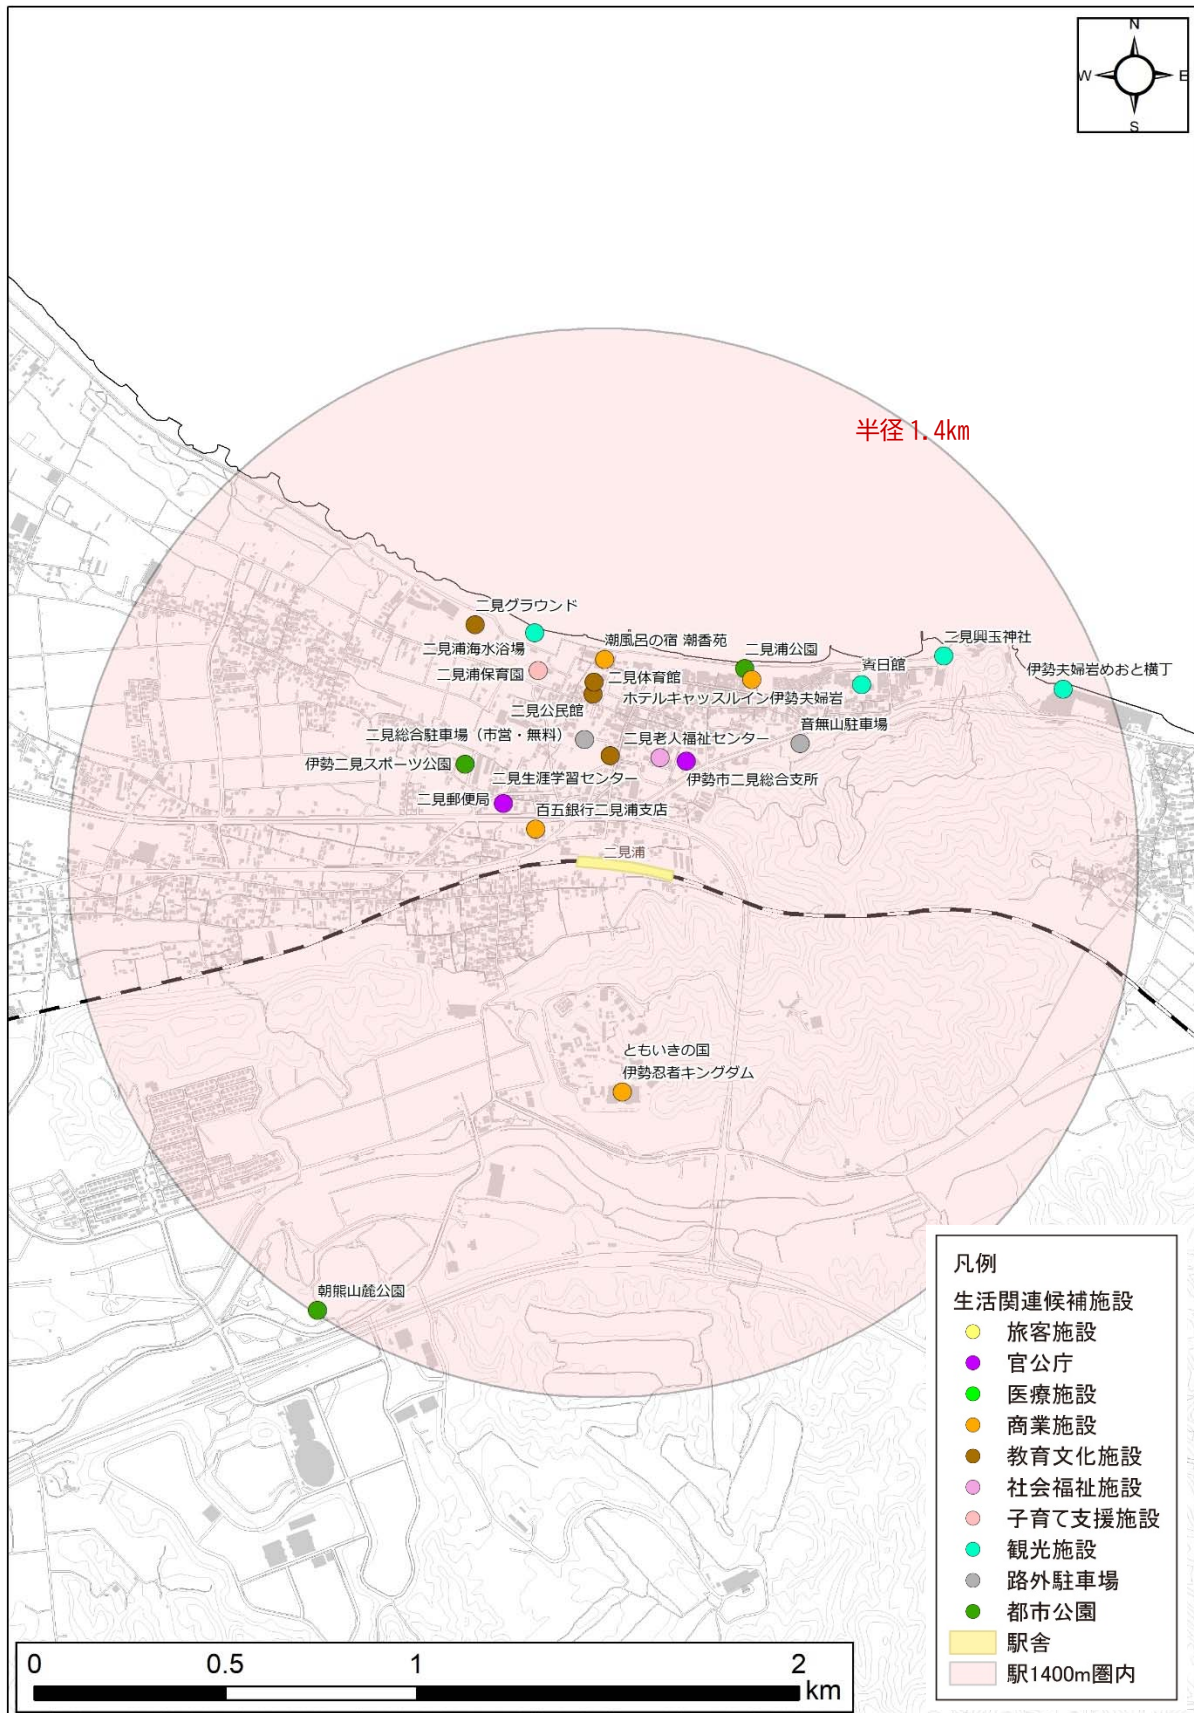 N
W
E
S
半径 1.4km
二見グラウンド
二見浦海水浴場
潮風呂の宿 潮香苑
二見浦公園
二見興玉神社
二見浦保育園
二見体育館
賓日館
伊勢夫婦岩めおと横丁
ホテルキャッスルイン伊勢夫婦岩
二見公民館
音無山駐車場
二見総合駐車場（市営・無料）
二見老人福祉センター
伊勢二見スポーツ公園
二見生涯学習センター
伊勢市二見総合支所
二見郵便局
百五銀行二見浦支店
二見浦
ともいきの国
伊勢忍者キングダム
朝熊山麓公園
凡例
生活関連候補施設
旅客施設
官公庁
医療施設
商業施設
教育文化施設
社会福祉施設
子育て支援施設
観光施設
路外駐車場
都市公園
駅舎
駅1400m圏内
0 0.5 1 2
km